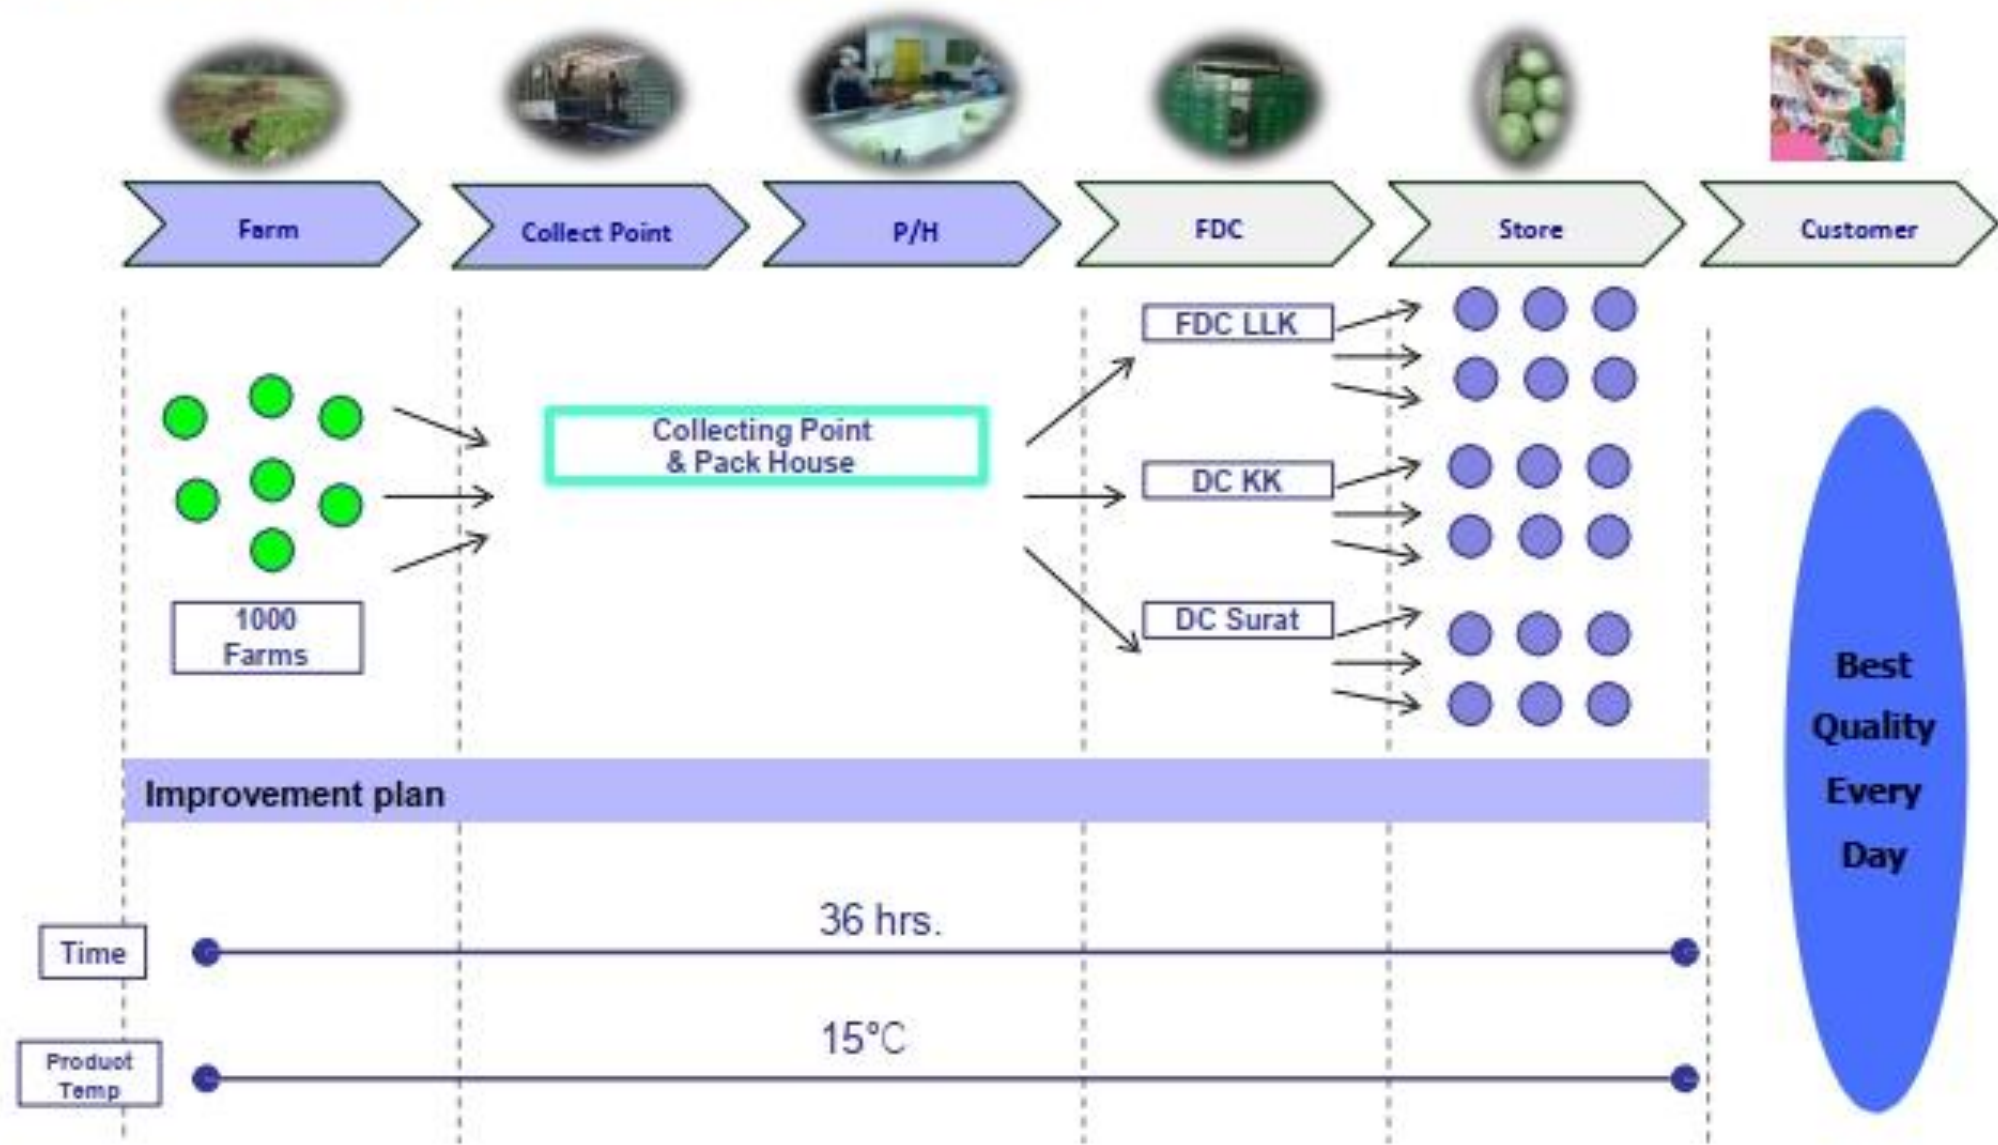 Farm
Collect Point
P/H
FDC
Store
Customer
FDC LLK
Collecting Point
& Pack House
DC KK
1000
Farms
DC Surat
Best
Quality
Every
Day
Improvement plan
36 hrs.
Time
15°C
Product
Temp